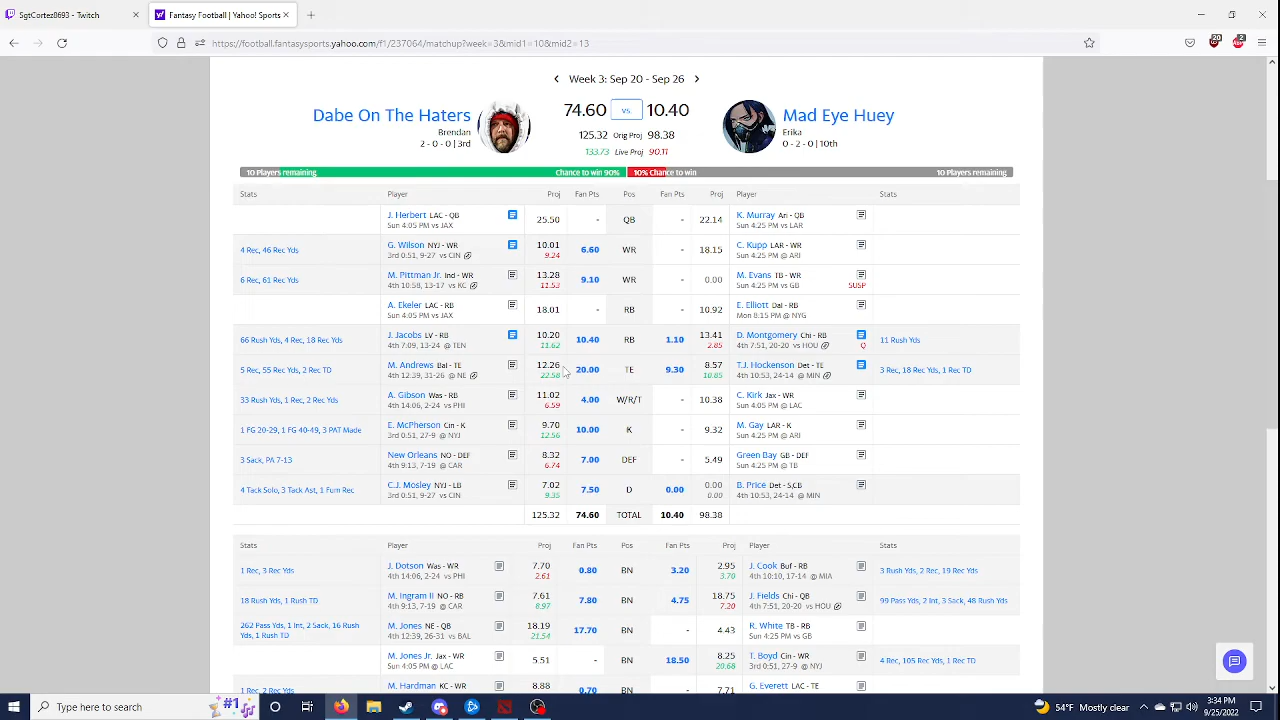 SgtCortez8693 - Twitch
Yahoo! Fantasy Football | Yahoo! Sports
https://football.fantasysports.yahoo.com/f1/237064/matchup?week=3&mid1=10&mid2=13
20
2
Week 3: Sep 20 - Sep 26
Dabe On The Haters
Brendan
2 - 0 - 0 | 3rd
74.60 vs. 10.40
125.32 Orig Proj 98.38
133.73 Live Proj 90.11
Mad Eye Huey
Erika
0 - 2 - 0 | 10th
10 Players remaining Chance to win 90% 10% Chance to win 10 Players remaining
Stats Player Proj Fan Pts Pos Fan Pts Proj Player Stats
J. Herbert LAC - QB 25.50 - QB - 22.14 K. Murray Ari - QB
Sun 4:05 PM vs JAX Sun 4:25 PM vs LAR
4 Rec, 46 Rec Yds G. Wilson NYJ - WR 10.01 6.60 WR - 18.15 C. Kupp LAR - WR
3rd 0:51, 9-27 vs CIN 9.24 Sun 4:25 PM @ ARI
6 Rec, 61 Rec Yds M. Pittman Jr. Ind - WR 13.28 9.10 WR - 0.00 M. Evans TB - WR
4th 10:58, 13-17 vs KC 11.53 Sun 4:25 PM vs GB SUSP
A. Ekeler LAC - RB 18.01 - RB - 10.92 E. Elliott Dal - RB
Sun 4:05 PM vs JAX Mon 8:15 PM @ NYG
66 Rush Yds, 4 Rec, 18 Rec Yds J. Jacobs LV - RB 10.20 10.40 RB 1.10 13.41 D. Montgomery Chi - RB 11 Rush Yds
4th 7:09, 13-24 @ TEN 11.62 2.85 4th 7:51, 20-20 vs HOU Q
5 Rec, 55 Rec Yds, 2 Rec TD M. Andrews Bal - TE 12.26 20.00 TE 9.30 8.57 T.J. Hockenson Det - TE 3 Rec, 18 Rec Yds, 1 Rec TD
4th 12:39, 31-26 @ NE 22.58 10.85 4th 10:53, 24-14 @ MIN
33 Rush Yds, 1 Rec, 2 Rec Yds A. Gibson Was - RB 11.02 4.00 W/R/T - 10.38 C. Kirk Jax - WR
4th 14:06, 2-24 vs PHI 6.59 Sun 4:05 PM @ LAC
1 FG 20-29, 1 FG 40-49, 3 PAT Made E. McPherson Cin - K 9.70 10.00 K - 9.32 M. Gay LAR - K
3rd 0:51, 27-9 @ NYJ 12.56 Sun 4:25 PM @ ARI
3 Sack, PA 7-13 New Orleans NO - DEF 8.32 7.00 DEF - 5.49 Green Bay GB - DEF
4th 9:13, 7-19 @ CAR 6.74 Sun 4:25 PM @ TB
4 Tack Solo, 3 Tack Ast, 1 Fum Rec C.J. Mosley NYJ - LB 7.02 7.50 D 0.00 0.00 B. Price Det - S,CB
3rd 0:51, 9-27 vs CIN 9.35 0.00 4th 10:53, 24-14 @ MIN
125.32 74.60 TOTAL 10.40 98.38
Stats Player Proj Fan Pts Pos Fan Pts Proj Player Stats
1 Rec, 3 Rec Yds J. Dotson Was - WR 7.70 0.80 BN 3.20 2.95 J. Cook Buf - RB 3 Rush Yds, 2 Rec, 19 Rec Yds
4th 14:06, 2-24 vs PHI 2.61 3.70 4th 10:10, 17-14 @ MIA
18 Rush Yds, 1 Rush TD M. Ingram II NO - RB 7.61 7.80 BN 4.75 18.75 J. Fields Chi - QB 99 Pass Yds, 2 Int, 3 Sack, 48 Rush Yds
4th 9:13, 7-19 @ CAR 8.97 7.20 4th 7:51, 20-20 vs HOU
262 Pass Yds, 1 Int, 2 Sack, 16 Rush M. Jones NE - QB 18.19 17.70 BN - 4.43 R. White TB - RB
Yds, 1 Rush TD 4th 12:39, 26-31 vs BAL 21.54 Sun 4:25 PM vs GB
M. Jones Jr. Jax - WR 5.51 - BN 18.50 8.25 T. Boyd Cin - WR 4 Rec, 105 Rec Yds, 1 Rec TD
Sun 4:05 PM @ LAC 20.68 3rd 0:51, 27-9 @ NYJ
1 Rec, 2 Rec Yds M. Hardman KC - WR 8.88 0.70 BN - 7.71 G. Everett LAC - TE
Type here to search
#1
54°F Mostly clear
3:34 PM
9/25/2022